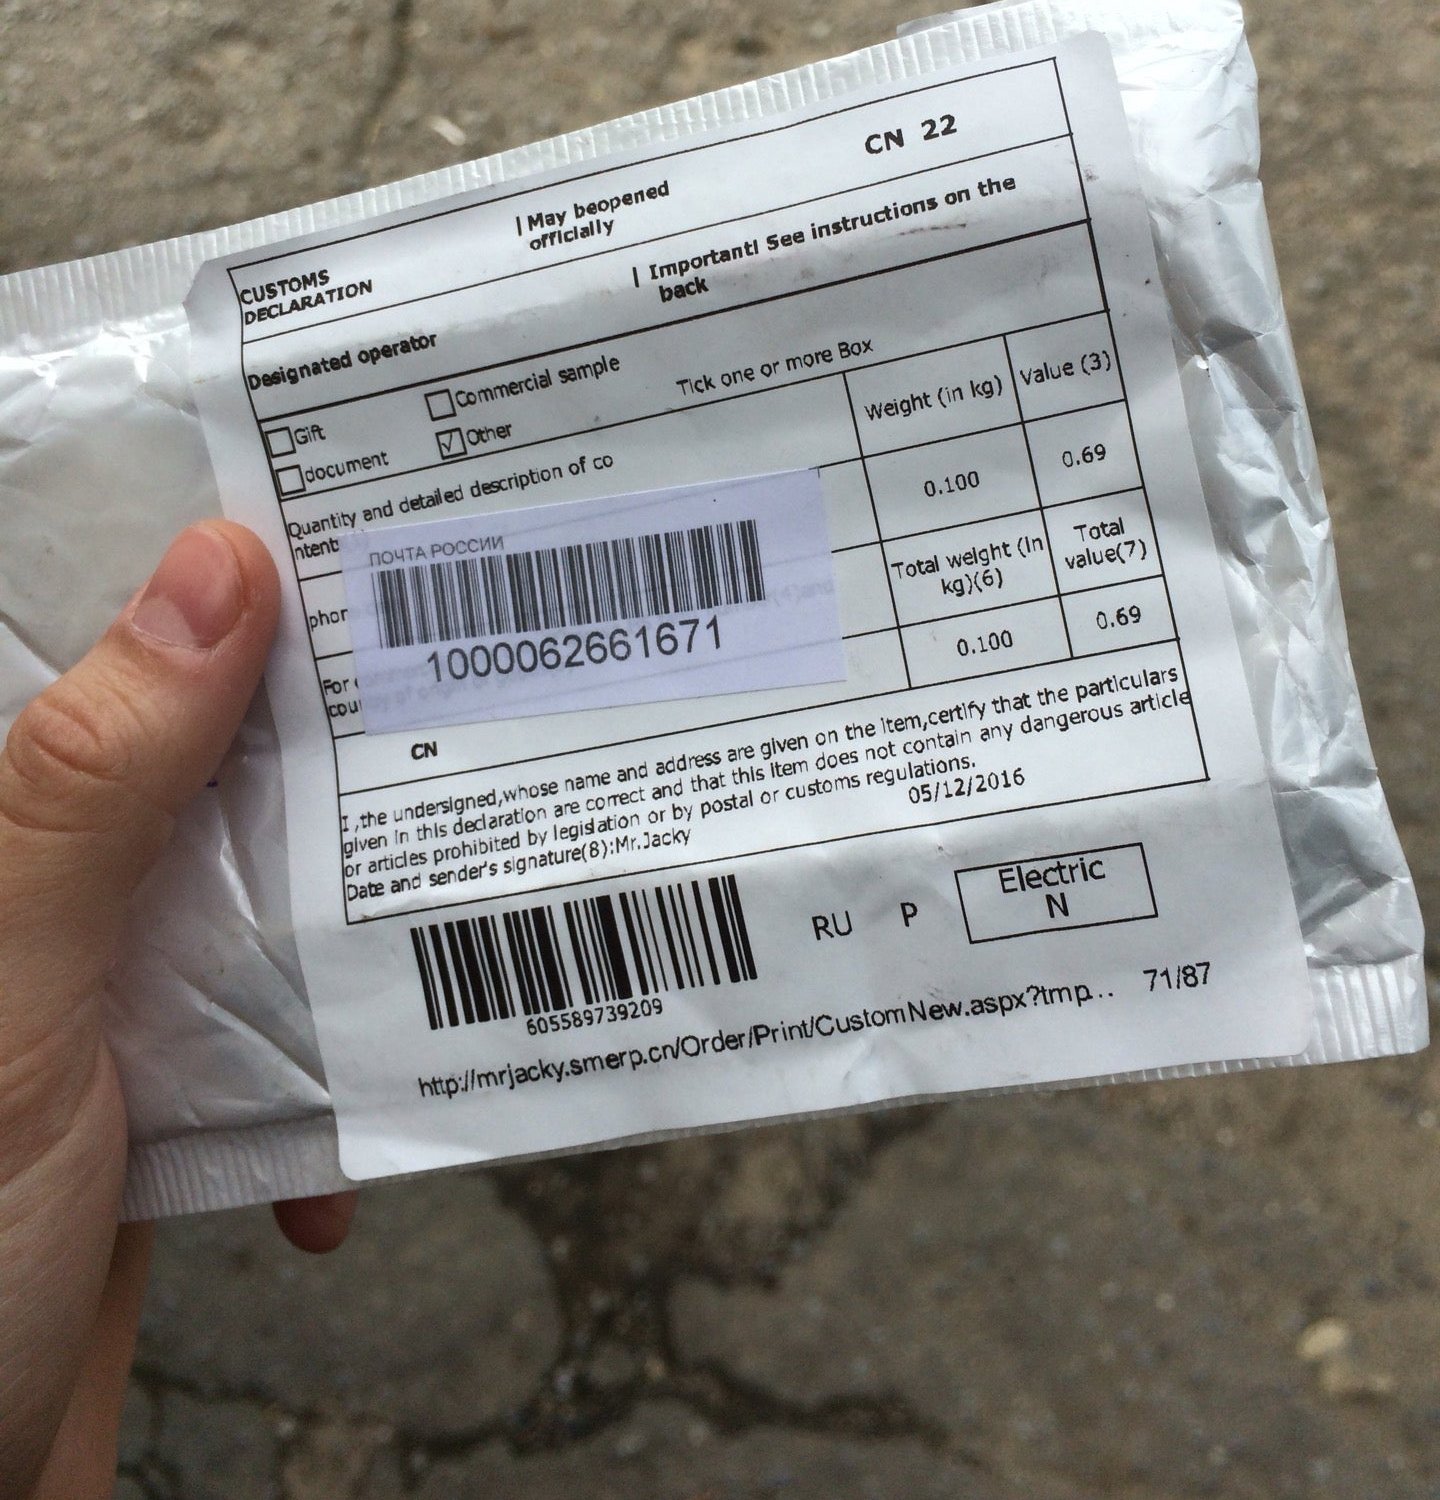 CN 22
CUSTOMS
DECLARATION
| May beopened
officially
Designated operator
| Important! See instructions on the
back
Gift
Commercial sample
Tick one or more Box
document
Other
Quantity and detailed description of co
ntent
Weight (in kg)
Value (3)
0.100
0.69
ПОЧТА РОССИИ
1000062661671
Total weight (in
kg)(6)
Total
value(7)
0.100
0.69
For
CN
I ,the undersigned,whose name and address are given on the item,certify that the particulars
given in this declaration are correct and that this item does not contain any dangerous article
or articles prohibited by legislation or by postal or customs regulations.
Date and sender's signature(8):Mr.Jacky
05/12/2016
605589739209
RU P
Electric
N
http://mrjacky.smerp.cn/Order/Print/CustomNew.aspx?tmp...
71/87